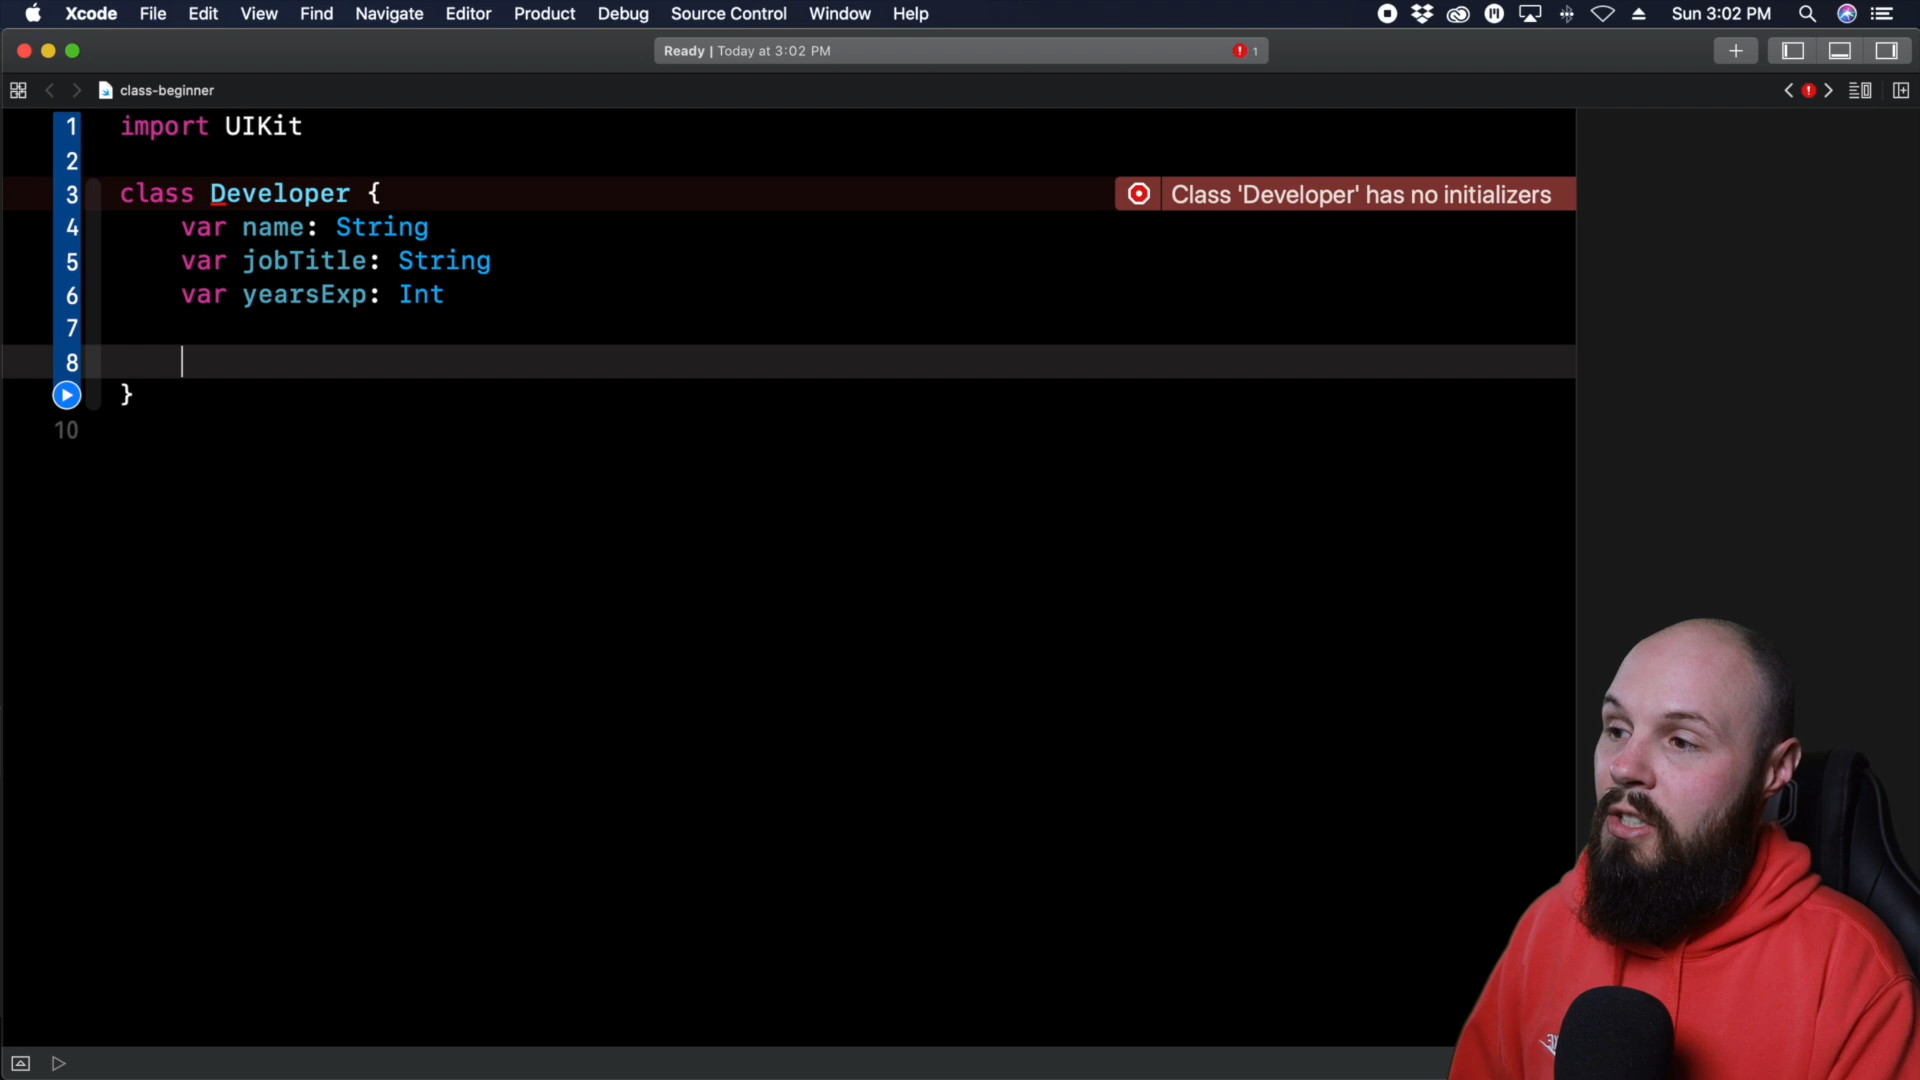 Xcode File Edit View Find Navigate Editor Product Debug Source Control Window Help Sun 3:02 PM
Ready | Today at 3:02 PM 1
class-beginner
1 import UIKit
2
3 class Developer { Class 'Developer' has no initializers
4 var name: String
5 var jobTitle: String
6 var yearsExp: Int
7
8
}
10